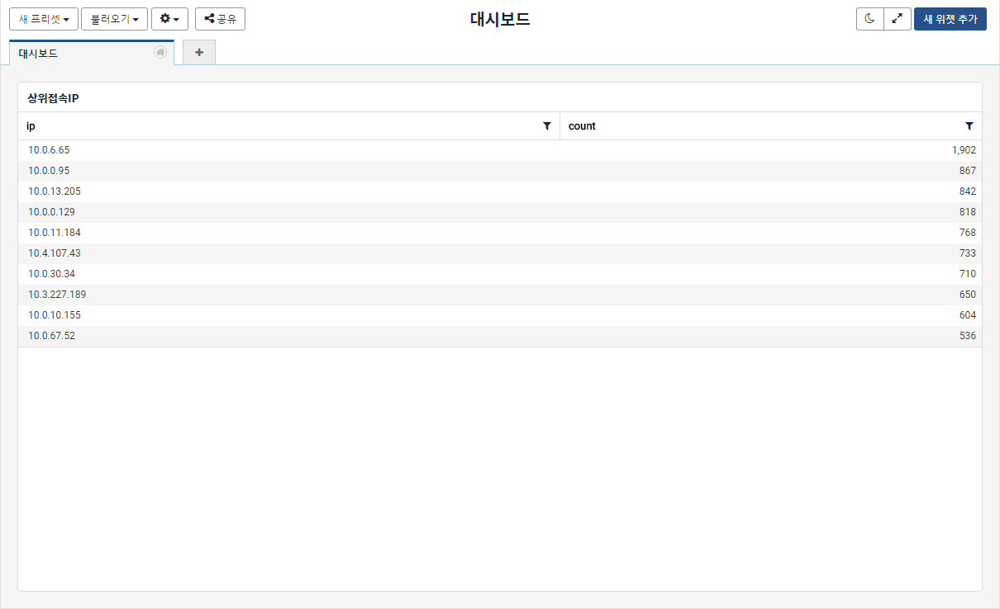 새 프리셋 불러오기 공유 대시보드 새 위젯 추가
대시보드 +
상위접속IP
ip count
10.0.6.65 1,902
10.0.0.95 867
10.0.13.205 842
10.0.0.129 818
10.0.11.184 768
10.4.107.43 733
10.0.30.34 710
10.3.227.189 650
10.0.10.155 604
10.0.67.52 536